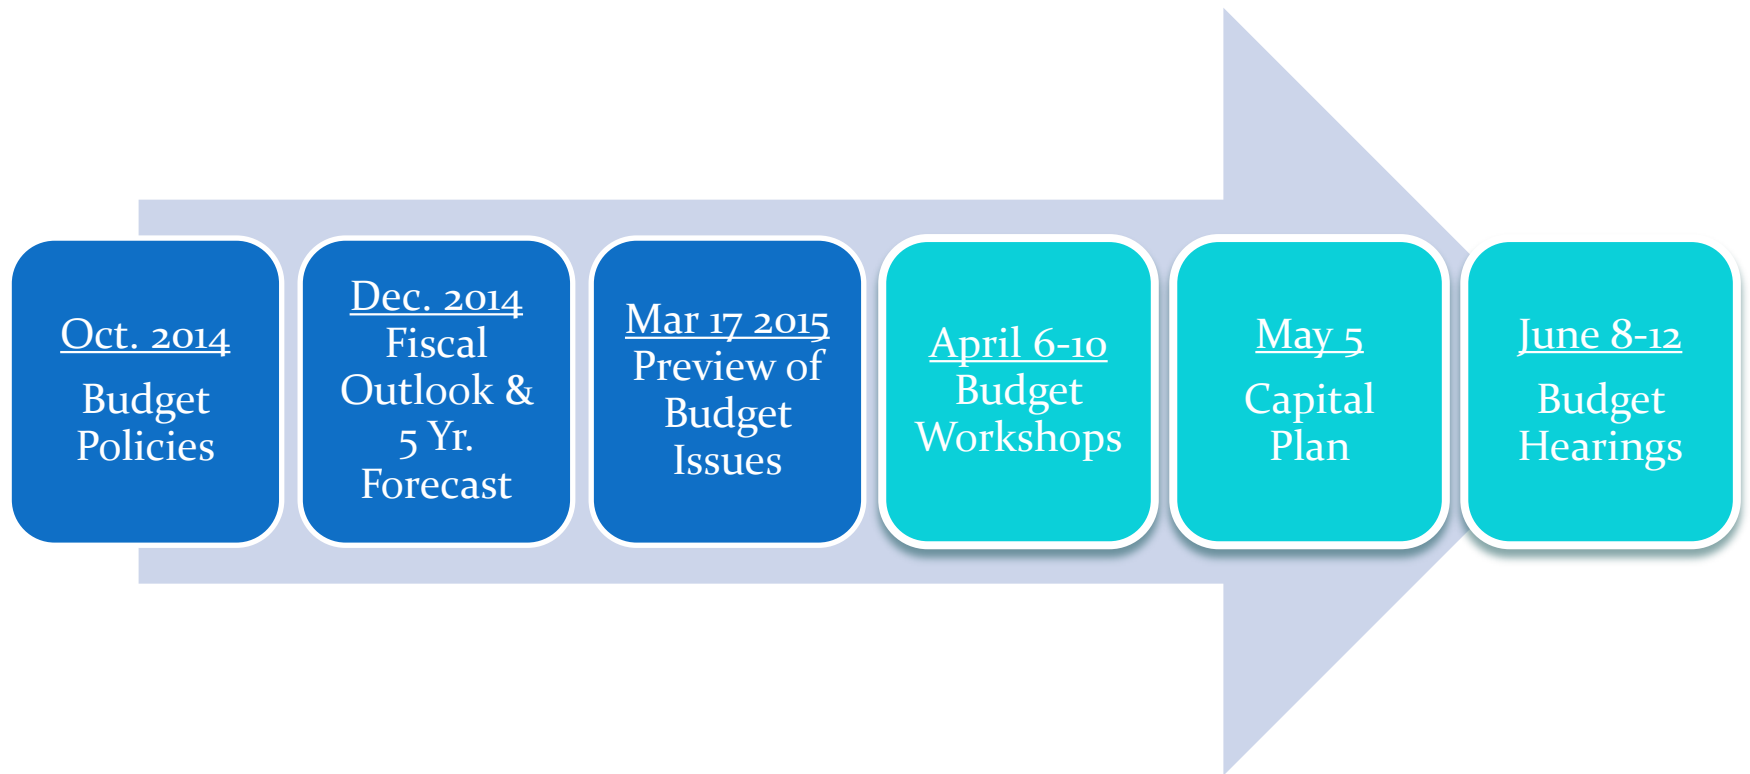 Oct. 2014
Budget
Policies
Dec. 2014
Fiscal
Outlook &
5 Yr.
Forecast
Mar 17 2015
Preview of
Budget
Issues
April 6-10
Budget
Workshops
May 5
Capital
Plan
June 8-12
Budget
Hearings